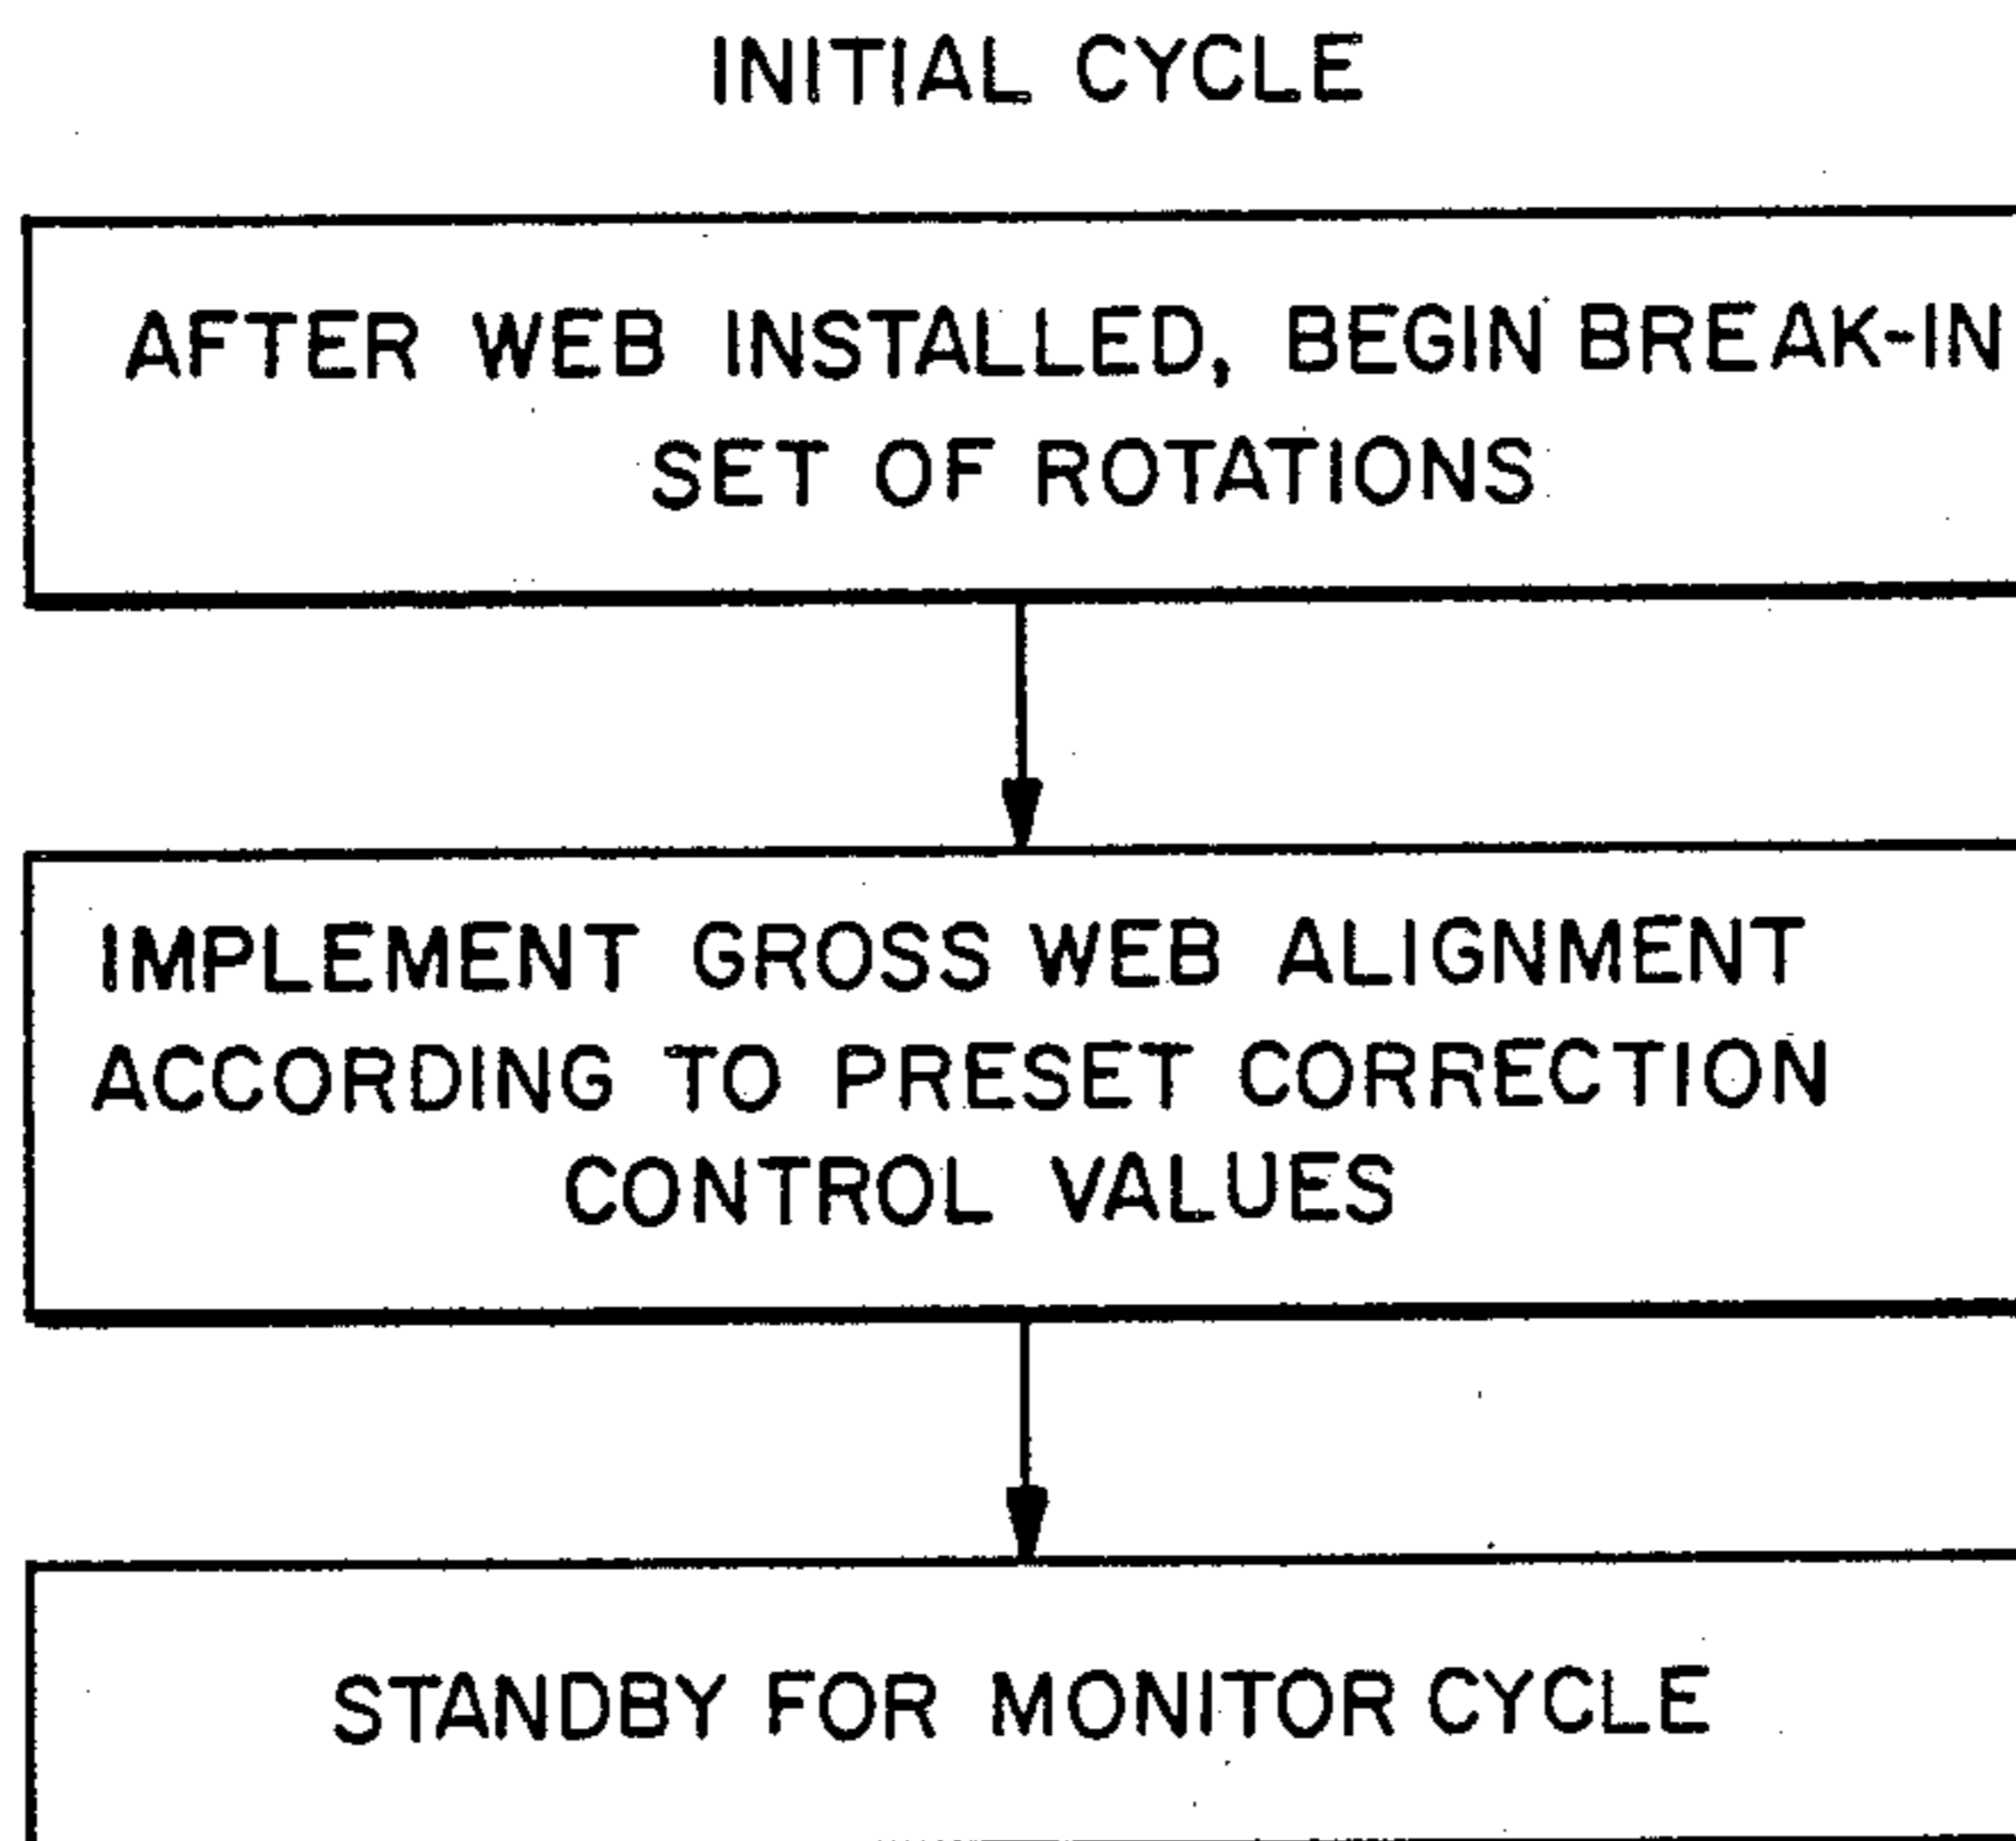 INITIAL CYCLE
AFTER WEB INSTALLED, BEGIN BREAK-IN
SET OF ROTATIONS
IMPLEMENT GROSS WEB ALIGNMENT
ACCORDING TO PRESET CORRECTION
CONTROL VALUES
STANDBY FOR MONITOR CYCLE